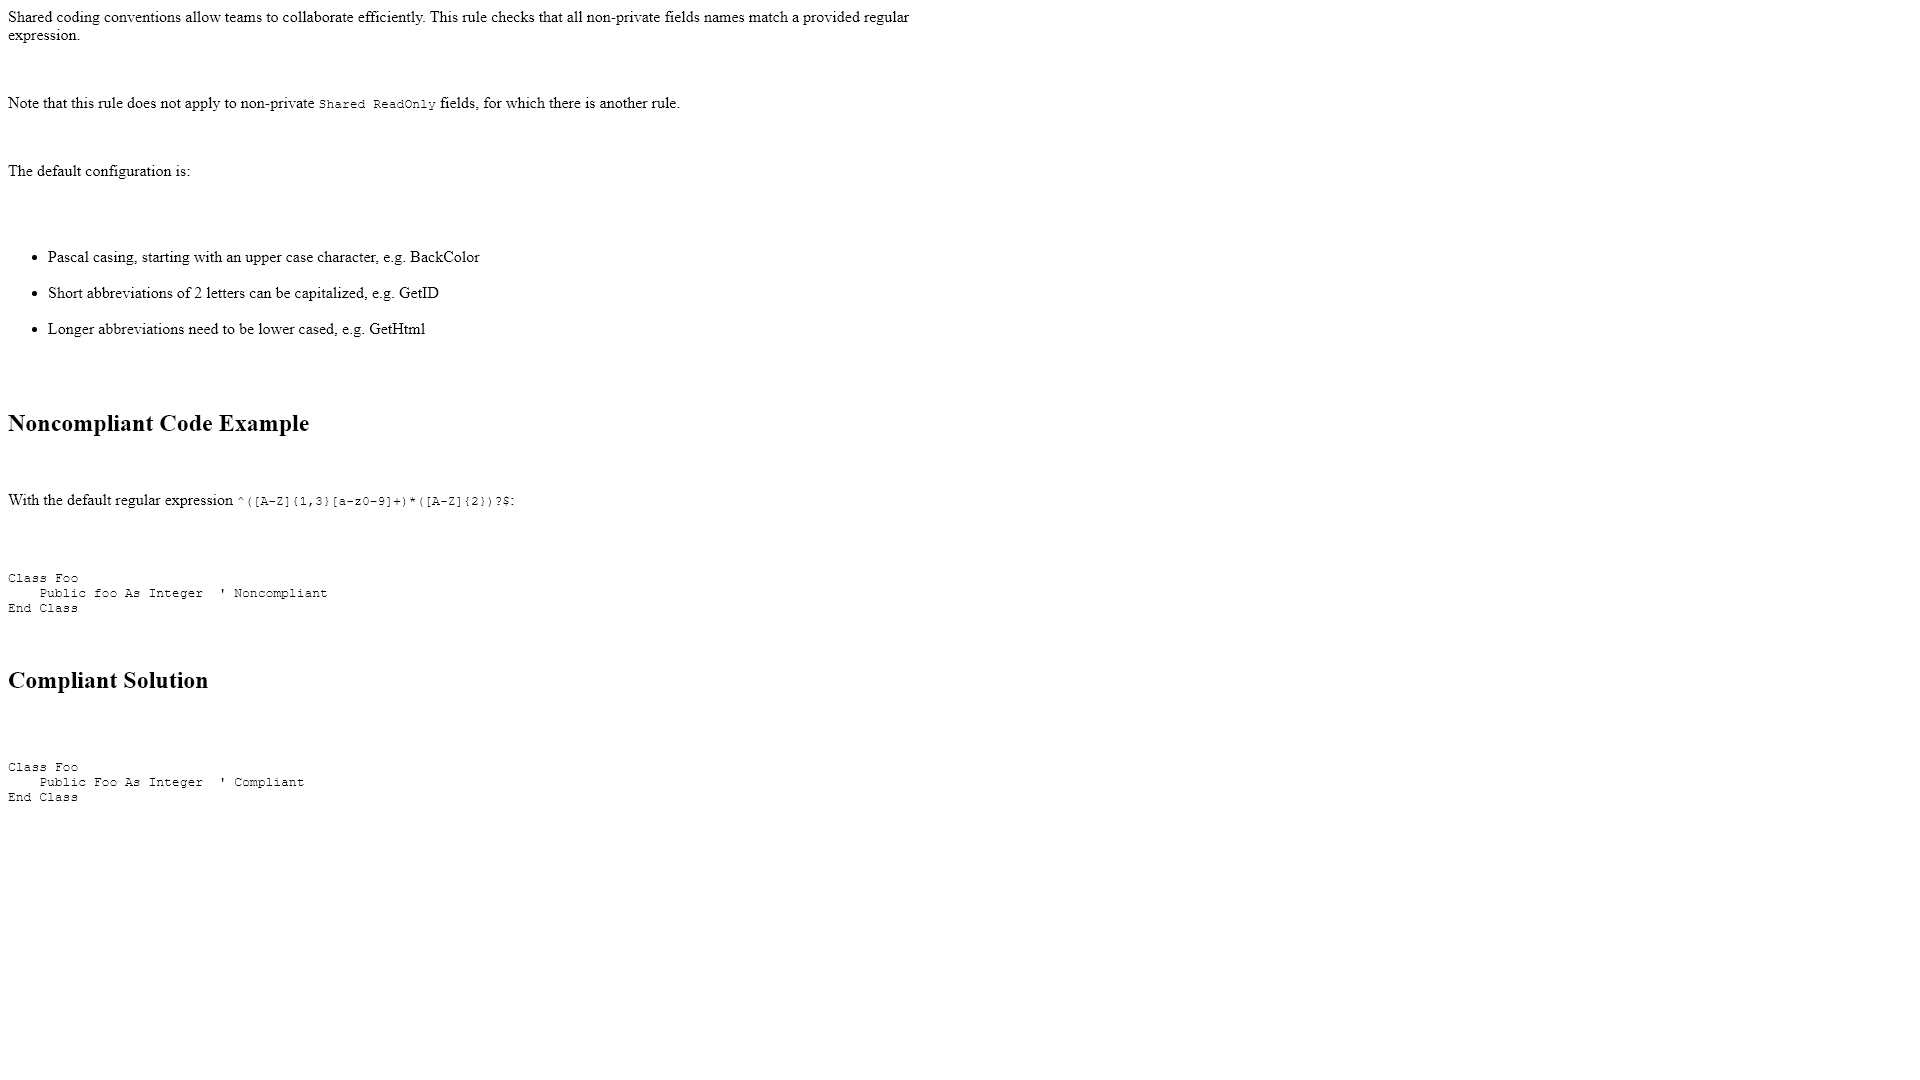 Shared coding conventions allow teams to collaborate efficiently. This rule checks that all non-private fields names match a provided regular
expression.
Note that this rule does not apply to non-private Shared ReadOnly fields, for which there is another rule.
The default configuration is:
• Pascal casing, starting with an upper case character, e.g. BackColor
• Short abbreviations of 2 letters can be capitalized, e.g. GetID
• Longer abbreviations need to be lower cased, e.g. GetHtml
Noncompliant Code Example
With the default regular expression ^([A-Z]{1,3}[a-z0-9]+)*([A-Z]{2})?$:
Class Foo
    Public foo As Integer  ' Noncompliant
End Class
Compliant Solution
Class Foo
    Public Foo As Integer  ' Compliant
End Class